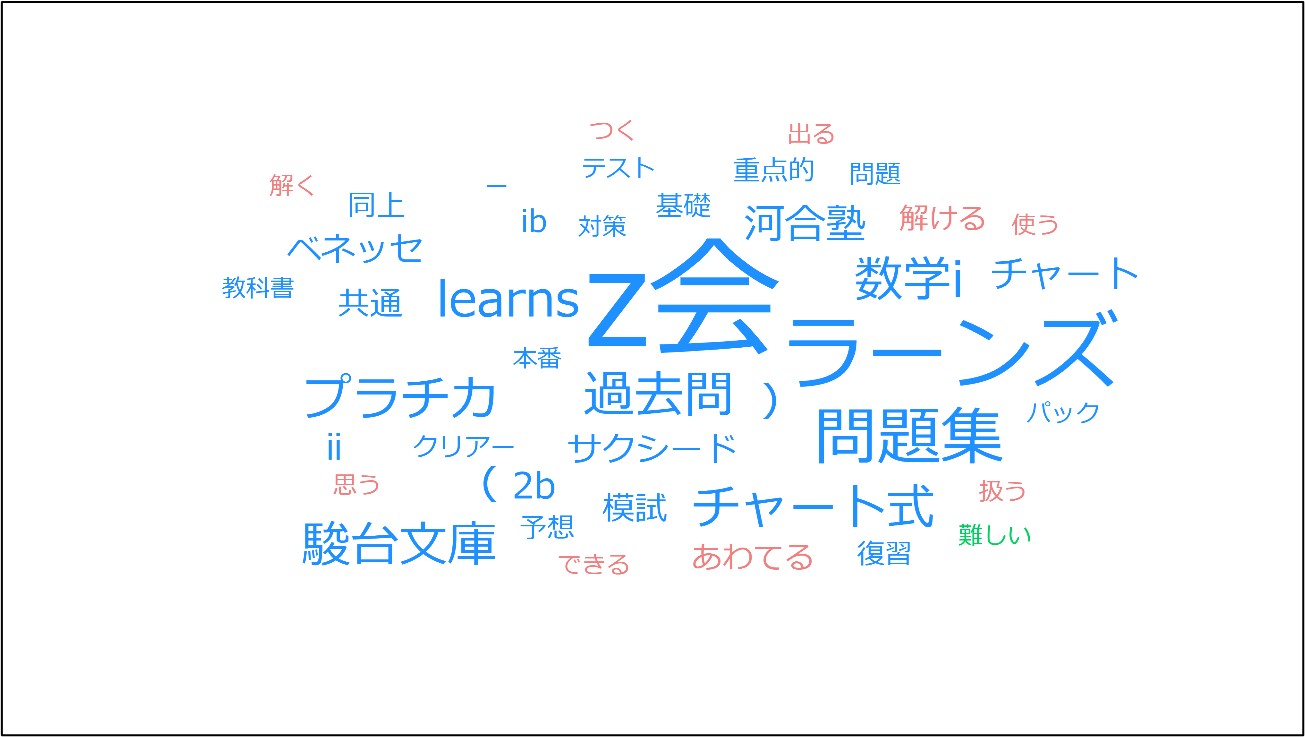 つく
出る
テスト
重点的
問題
解く
ー
同上
基礎
ib
対策
河合塾
解ける
使う
ベネッセ
z会
数学i
チャート
教科書
共通
learns
ラーンズ
本番
プラチカ
過去問
)
問題集
パック
ii
クリアー
サクシード
思う
(
2b
模試
チャート式
扱う
駿台文庫
予想
難しい
できる
あわてる
復習